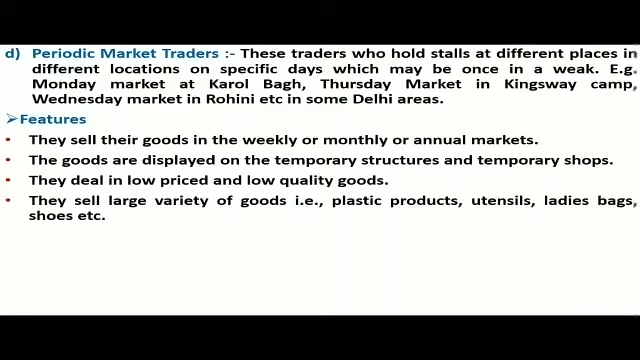 d) Periodic Market Traders :- These traders who hold stalls at different places in
different locations on specific days which may be once in a weak. E.g.
Monday market at Karol Bagh, Thursday Market in Kingsway camp,
Wednesday market in Rohini etc in some Delhi areas.
➢Features
• They sell their goods in the weekly or monthly or annual markets.
• The goods are displayed on the temporary structures and temporary shops.
• They deal in low priced and low quality goods.
• They sell large variety of goods i.e., plastic products, utensils, ladies bags,
shoes etc.